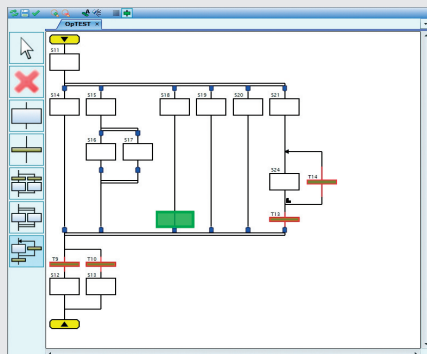 OpTEST ×
S11
S14 S15 S18 S19 S20 S21
S16 S17
T14
S24
T13
T9 T10
S12 S13